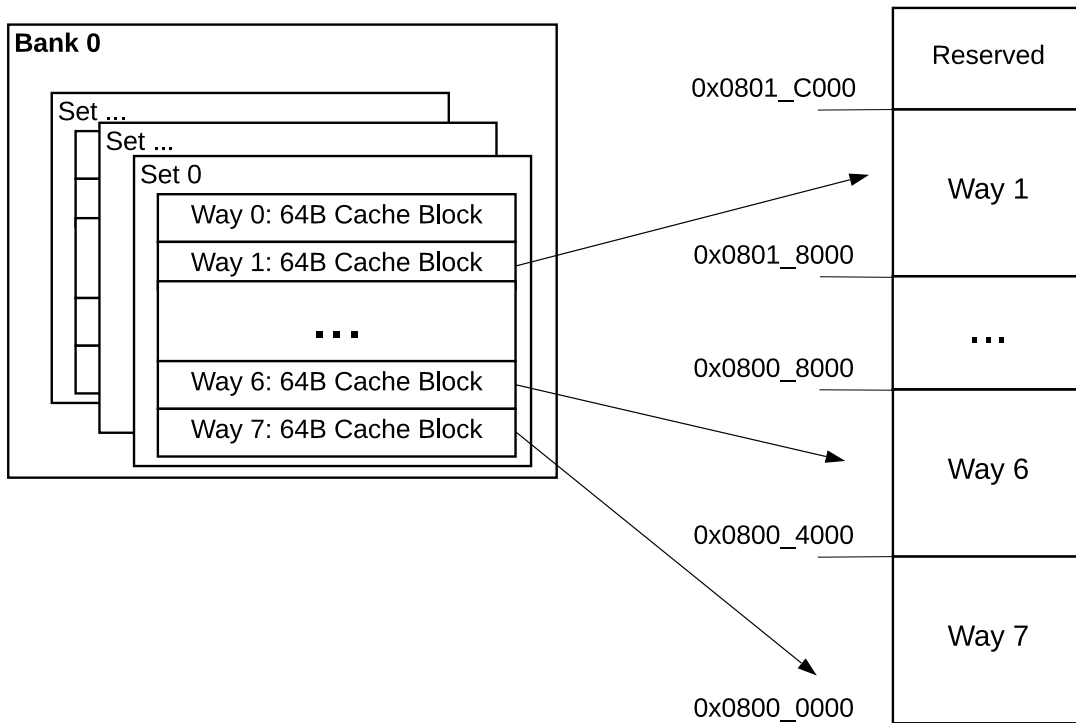 Bank 0
Set ...
Set ...
Set 0
Way 0: 64B Cache Block
Way 1: 64B Cache Block
...
Way 6: 64B Cache Block
Way 7: 64B Cache Block
Reserved
0x0801_C000
Way 1
0x0801_8000
...
0x0800_8000
Way 6
0x0800_4000
Way 7
0x0800_0000